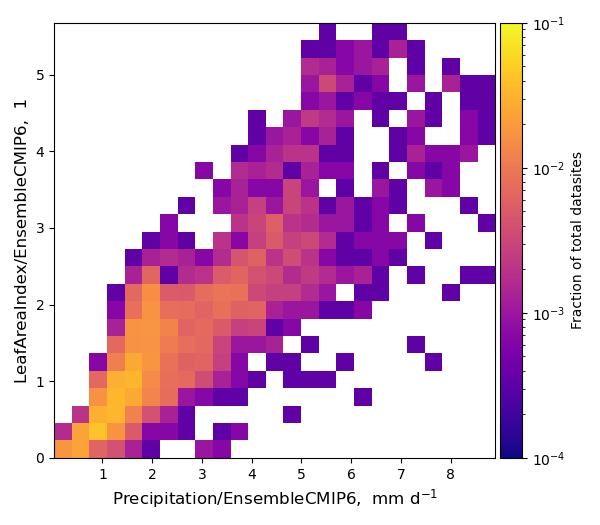 LeafAreaIndex/EnsembleCMIP6, 1
5
4
3
2
1
0
1 2 3 4 5 6 7 8
Precipitation/EnsembleCMIP6, mm d⁻¹
10⁻¹
10⁻²
10⁻³
10⁻⁴
Fraction of total datasites